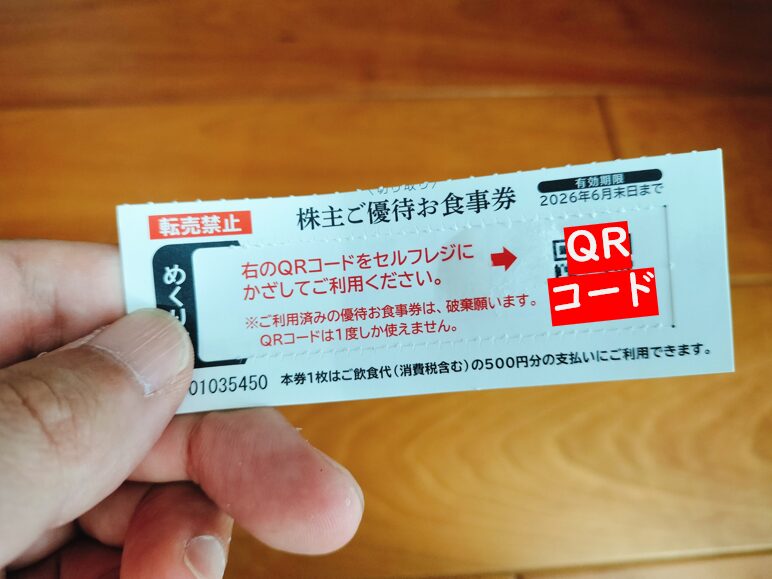 〈切り取り〉
転売禁止
株主ご優待お食事券
有効期限
2026年6月末日まで
めくり
右のQRコードをセルフレジに
かざしてご利用ください。
※ご利用済みの優待お食事券は、破棄願います。
QRコードは1度しか使えません。
QR
コード
01035450
本券1枚はご飲食代(消費税含む)の500円分の支払いにご利用できます。